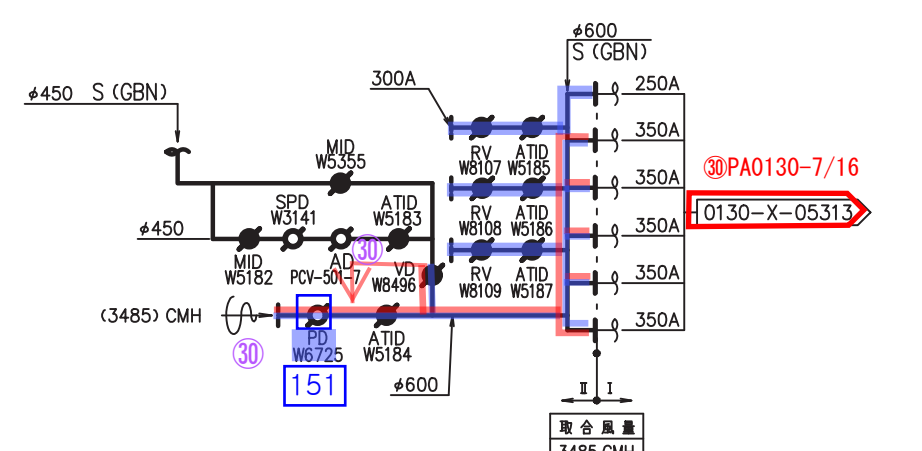 φ600
S (GBN)
250A
300A
φ450 S (GBN)
350A
MID
W5355
RV
W8107
ATID
W5185
350A
㉚PA0130-7/16
SPD
W3141
ATID
W5183
0130-X-05313
φ450
RV
W8108
ATID
W5186
350A
㉚
MID
W5182
AD
PCV-501-7
VD
W8496
RV
W8109
ATID
W5187
350A
(3485) CMH
350A
㉚
PD
W6725
ATID
W5184
151
φ600
Ⅱ Ⅰ
取合風量
3485 CMH